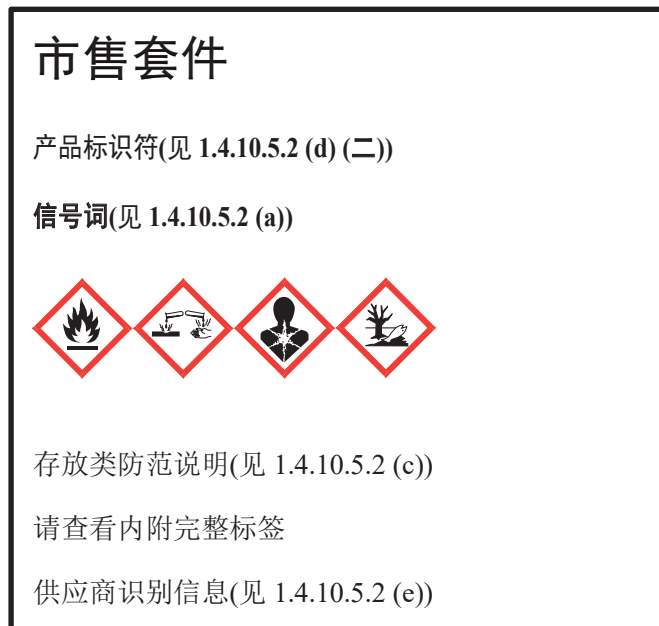 市售套件
产品标识符(见 1.4.10.5.2 (d) (二))
信号词(见 1.4.10.5.2 (a))
存放类防范说明(见 1.4.10.5.2 (c))
请查看内附完整标签
供应商识别信息(见 1.4.10.5.2 (e))